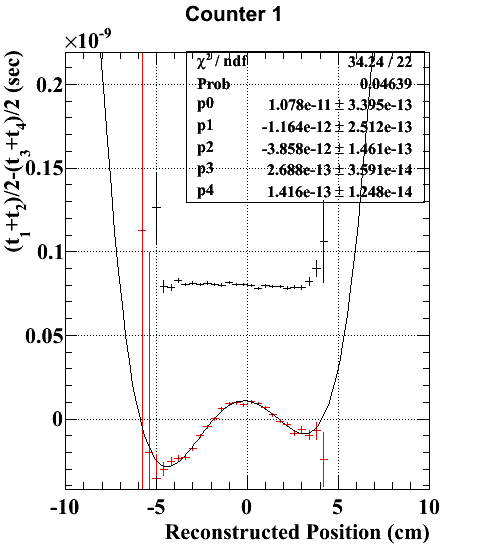 Counter 1
×10⁻⁹
χ² / ndf 34.24 / 22
Prob 0.04639
p0 1.078e-11 ± 3.395e-13
p1 -1.164e-12 ± 2.512e-13
p2 -3.858e-12 ± 1.461e-13
p3 2.688e-13 ± 3.591e-14
p4 1.416e-13 ± 1.248e-14
(t₁+t₂)/2-(t₃+t₄)/2 (sec)
0.2
0.15
0.1
0.05
0
-10 -5 0 5 10
Reconstructed Position (cm)